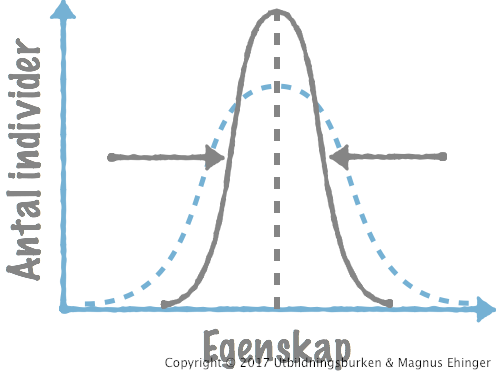 Antal individer
Egenskap
Copyright © 2017 Utbildningsburken & Magnus Ehinger